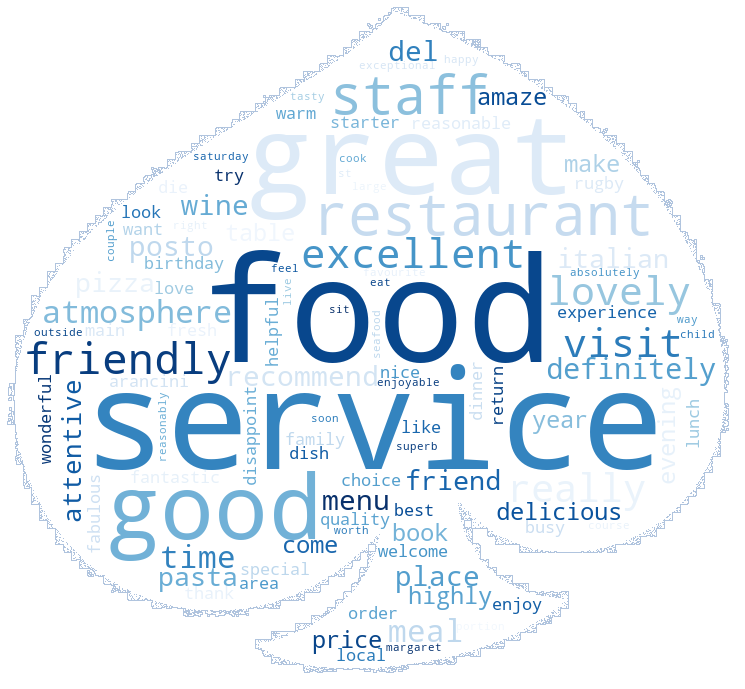 happy
del
exceptional
staff
amaze
tasty
warm
starter
reasonable
great
saturday
cook
make
try
st
rugby
die
large
look
wine
restaurant
want
right
table
couple
posto
excellent
italian
birthday
feel
favourite
absolutely
pizza
love
live
eat
lovely
food
atmosphere
sit
experience
way
outside
main
fresh
helpful
seafood
visit
child
friendly
arancini
recommend
nice
definitely
enjoyable
wonderful
attentive
reasonably
disappoint
service
dinner
return
lunch
evening
soon
like
year
family
superb
dish
fabulous
fantastic
good
choice
friend
really
menu
best
delicious
quality
worth
book
busy
course
time
come
welcome
pasta
area
special
place
thank
highly
enjoy
order
meal
portion
price
local
margaret